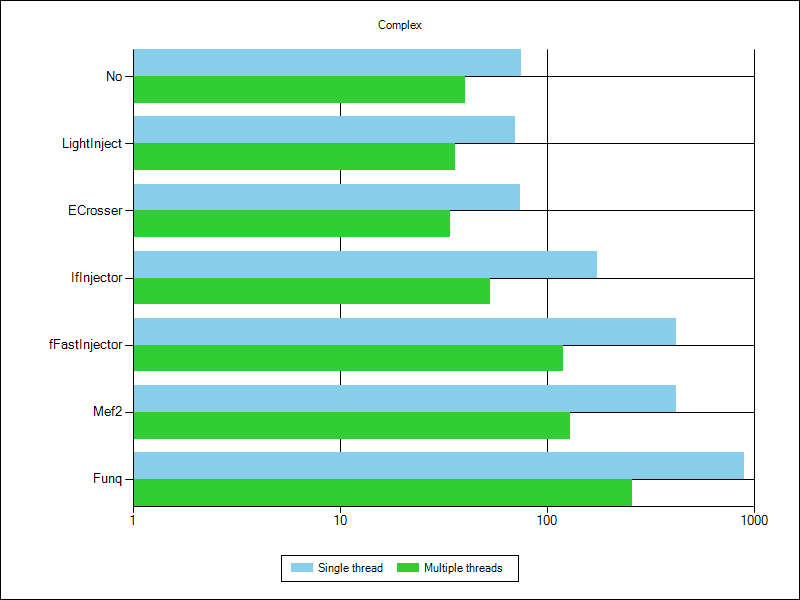 Complex
No
LightInject
ECrosser
IfInjector
fFastInjector
Mef2
Funq
1 10 100 1000
Single thread Multiple threads